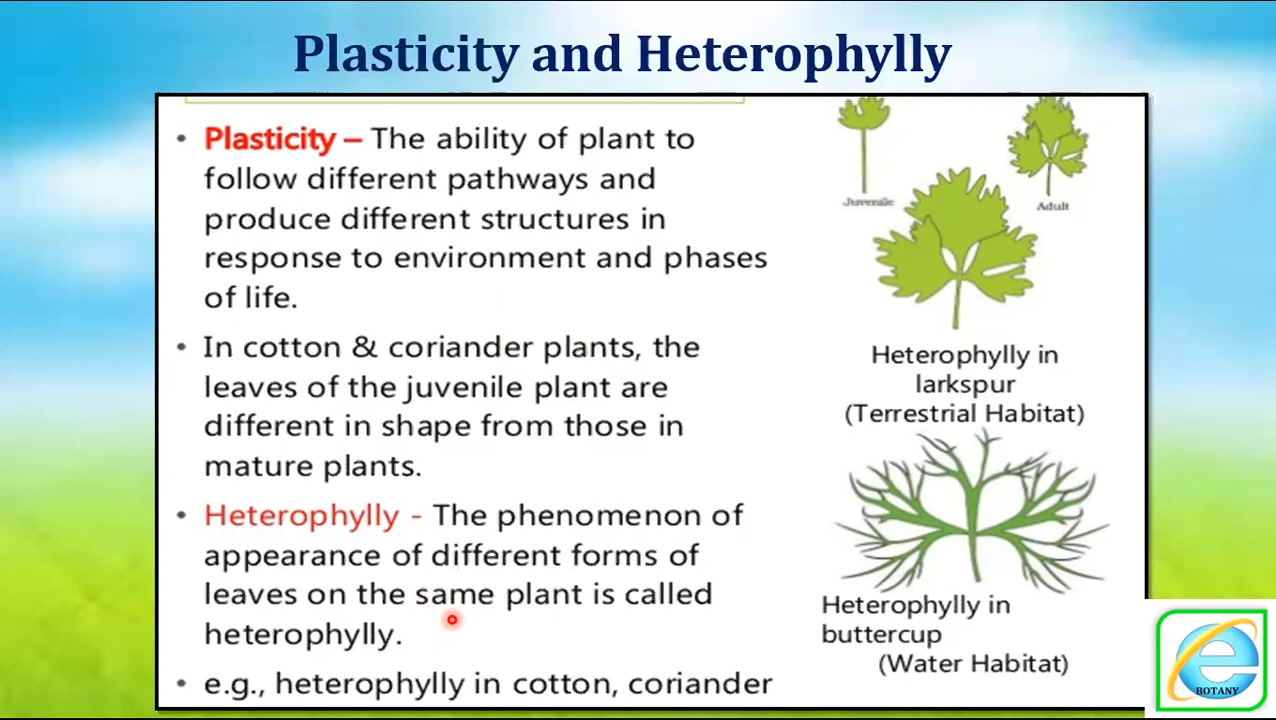 Plasticity and Heterophylly
• Plasticity – The ability of plant to
follow different pathways and
produce different structures in
response to environment and phases
of life.
• In cotton & coriander plants, the
leaves of the juvenile plant are
different in shape from those in
mature plants.
• Heterophylly - The phenomenon of
appearance of different forms of
leaves on the same plant is called
heterophylly.
• e.g., heterophylly in cotton, coriander
Juvenile
Adult
Heterophylly in
larkspur
(Terrestrial Habitat)
Heterophylly in
buttercup
(Water Habitat)
e
BOTANY